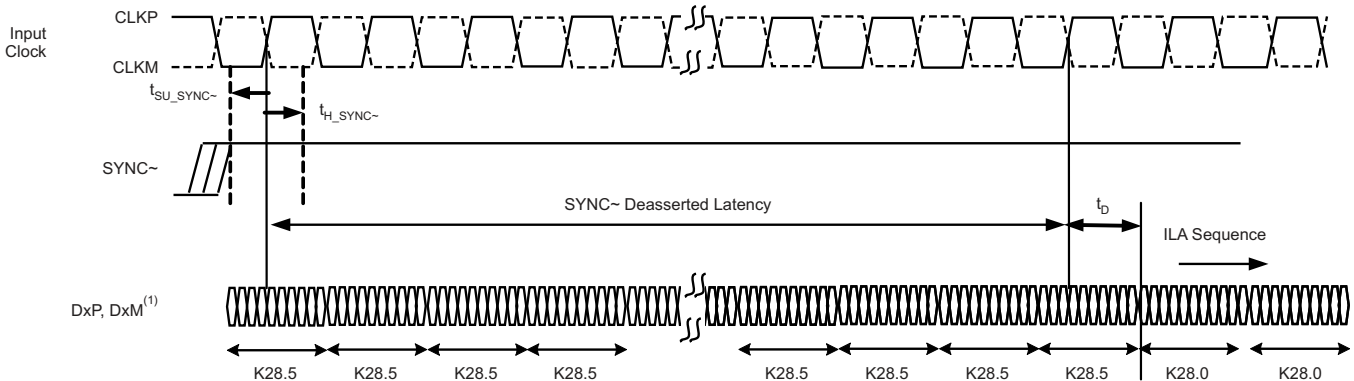 Input
Clock
CLKP
CLKM
tSU_SYNC~
tH_SYNC~
SYNC~
SYNC~ Deasserted Latency
tD
ILA Sequence
DxP, DxM(1)
K28.5 K28.5 K28.5 K28.5 K28.5 K28.5 K28.5 K28.5 K28.0 K28.0